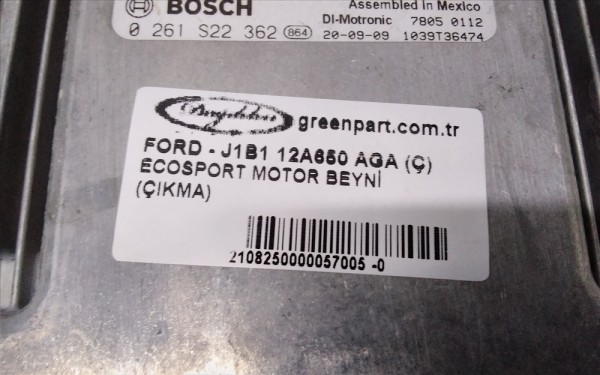 BOSCH
Assembled in Mexico
DI-Motronic 7805 0112
0 261 S22 362 864 20-09-09 1039T36474
greenpart.com.tr
FORD - J1B1 12A650 AGA (Ç)
ECOSPORT MOTOR BEYNİ
(ÇIKMA)
2108250000057005 -0